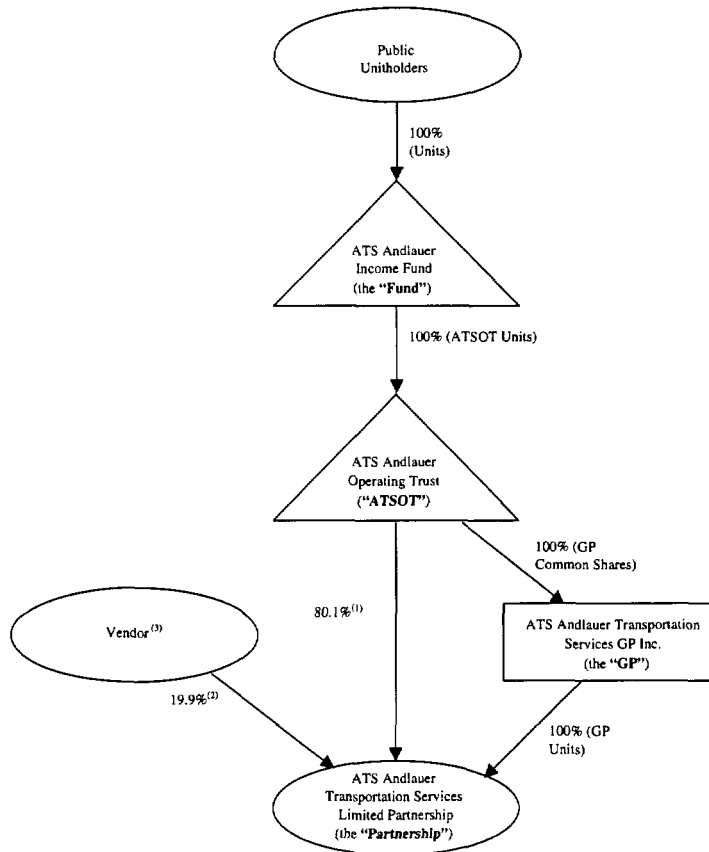 Public
Unitholders
100%
(Units)
ATS Andlauer
Income Fund
(the “Fund”)
100% (ATSOT Units)
ATS Andlauer
Operating Trust
(“ATSOT”)
100% (GP
Common Shares)
80.1%(1)
Vendor(3)
ATS Andlauer Transportation
Services GP Inc.
(the “GP”)
19.9%(2)
100% (GP
Units)
ATS Andlauer
Transportation Services
Limited Partnership
(the “Partnership”)